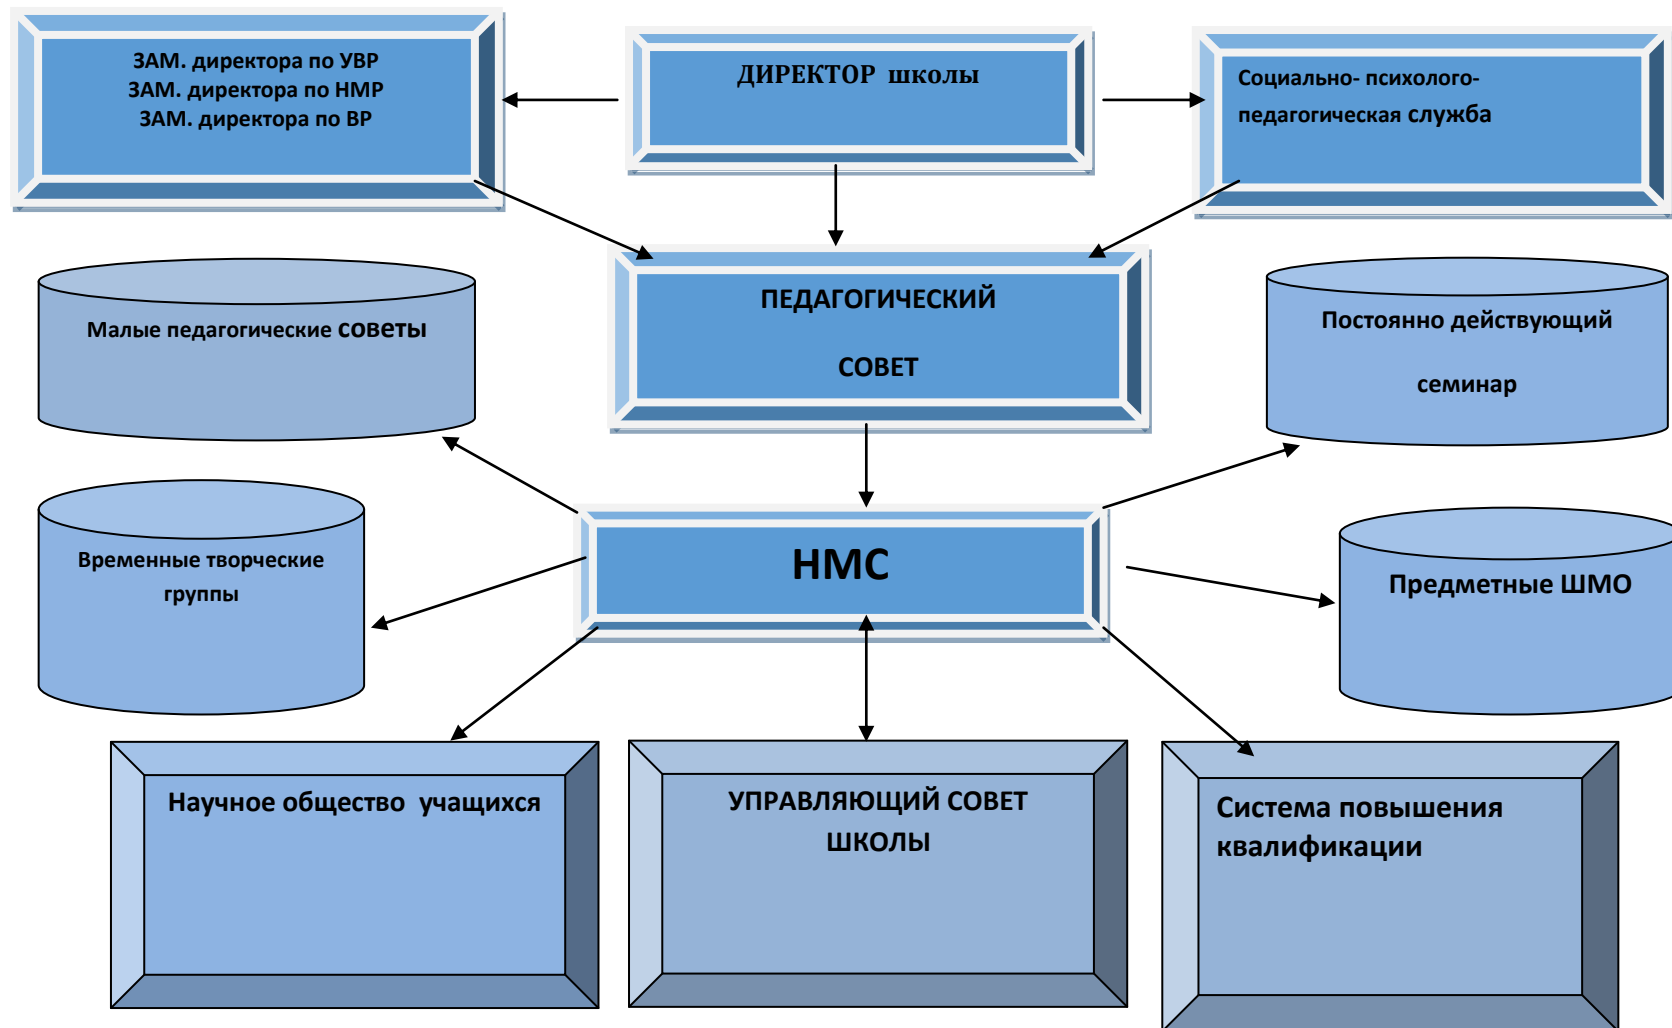 ЗАМ. директора по УВР
ЗАМ. директора по НМР
ЗАМ. директора по ВР
ДИРЕКТОР школы
Социально- психолого-
педагогическая служба
ПЕДАГОГИЧЕСКИЙ
СОВЕТ
Малые педагогические советы
Постоянно действующий
семинар
Временные творческие
группы
НМС
Предметные ШМО
Научное общество учащихся
УПРАВЛЯЮЩИЙ СОВЕТ
ШКОЛЫ
Система повышения
квалификации